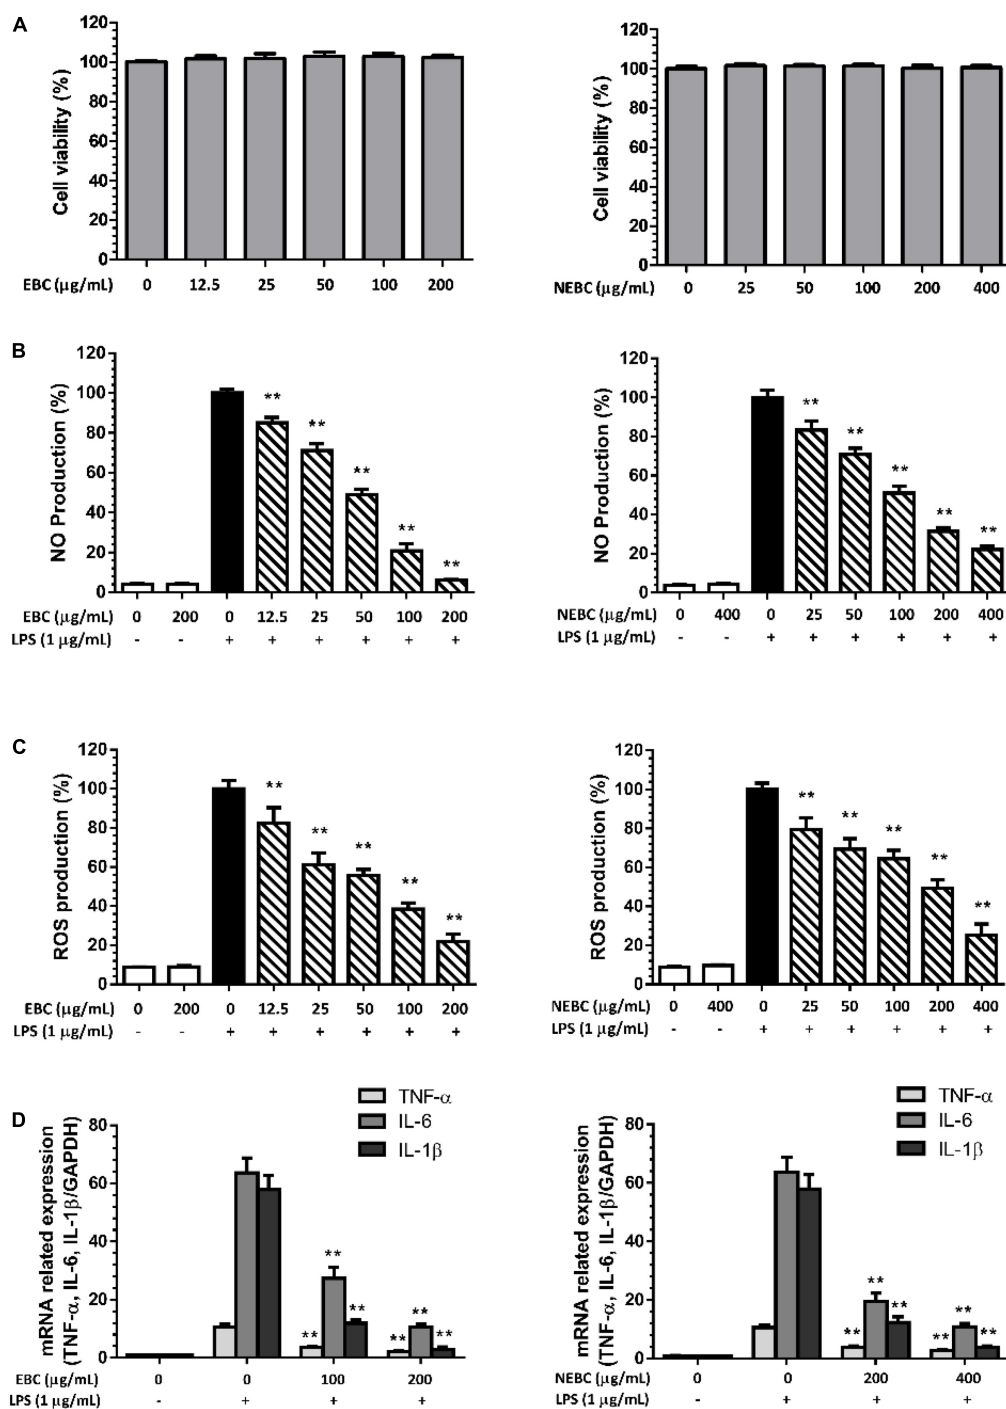 A
120
100
80
60
40
20
0
Cell viability (%)
EBC (µg/mL) 0 12.5 25 50 100 200
120
100
80
60
40
20
0
Cell viability (%)
NEBC (µg/mL) 0 25 50 100 200 400
B
120
100
80
60
40
20
0
NO Production (%)
** ** ** ** **
EBC (µg/mL) 0 200 0 12.5 25 50 100 200
LPS (1 µg/mL) - - + + + + + +
120
100
80
60
40
20
0
NO Production (%)
** ** ** ** **
NEBC (µg/mL) 0 400 0 25 50 100 200 400
LPS (1 µg/mL) - - + + + + + +
C
120
100
80
60
40
20
0
ROS production (%)
** ** ** ** **
EBC (µg/mL) 0 200 0 12.5 25 50 100 200
LPS (1 µg/mL) - - + + + + + +
120
100
80
60
40
20
0
ROS production (%)
** ** ** ** **
NEBC (µg/mL) 0 400 0 25 50 100 200 400
LPS (1 µg/mL) - - + + + + + +
D
TNF-α
IL-6
IL-1β
80
60
40
20
0
mRNA related expression
(TNF-α, IL-6, IL-1β/GAPDH)
** ** ** ** ** **
EBC (µg/mL) 0 0 100 200
LPS (1 µg/mL) - + + +
TNF-α
IL-6
IL-1β
80
60
40
20
0
mRNA related expression
(TNF-α, IL-6, IL-1β/GAPDH)
** ** ** ** ** **
NEBC (µg/mL) 0 0 200 400
LPS (1 µg/mL) - + + +